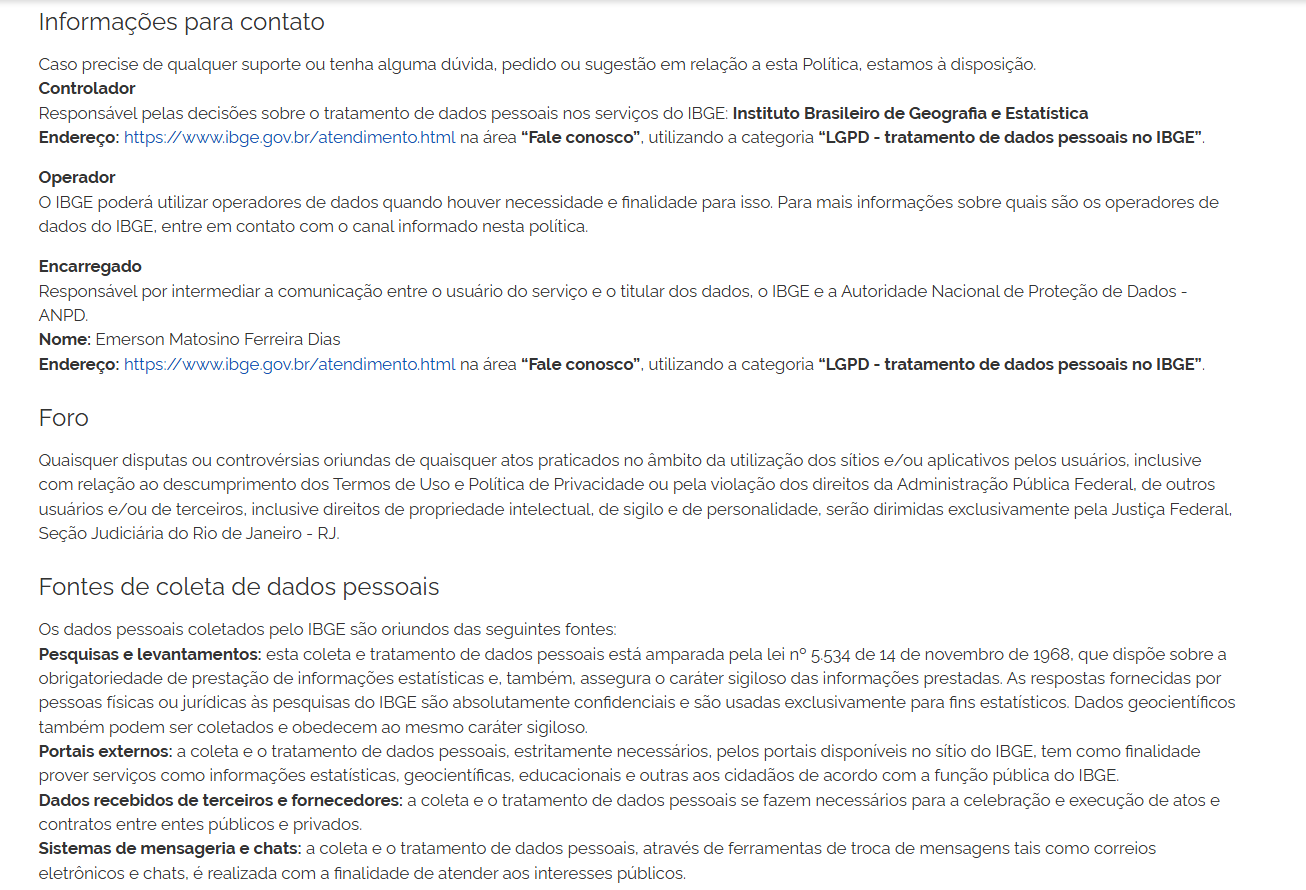 Informações para contato
Caso precise de qualquer suporte ou tenha alguma dúvida, pedido ou sugestão em relação a esta Política, estamos à disposição.
Controlador
Responsável pelas decisões sobre o tratamento de dados pessoais nos serviços do IBGE: Instituto Brasileiro de Geografia e Estatística
Endereço: https://www.ibge.gov.br/atendimento.html na área “Fale conosco”, utilizando a categoria “LGPD - tratamento de dados pessoais no IBGE”.
Operador
O IBGE poderá utilizar operadores de dados quando houver necessidade e finalidade para isso. Para mais informações sobre quais são os operadores de
dados do IBGE, entre em contato com o canal informado nesta política.
Encarregado
Responsável por intermediar a comunicação entre o usuário do serviço e o titular dos dados, o IBGE e a Autoridade Nacional de Proteção de Dados -
ANPD.
Nome: Emerson Matosino Ferreira Dias
Endereço: https://www.ibge.gov.br/atendimento.html na área “Fale conosco”, utilizando a categoria “LGPD - tratamento de dados pessoais no IBGE”.
Foro
Quaisquer disputas ou controvérsias oriundas de quaisquer atos praticados no âmbito da utilização dos sítios e/ou aplicativos pelos usuários, inclusive
com relação ao descumprimento dos Termos de Uso e Política de Privacidade ou pela violação dos direitos da Administração Pública Federal, de outros
usuários e/ou de terceiros, inclusive direitos de propriedade intelectual, de sigilo e de personalidade, serão dirimidas exclusivamente pela Justiça Federal,
Seção Judiciária do Rio de Janeiro - RJ.
Fontes de coleta de dados pessoais
Os dados pessoais coletados pelo IBGE são oriundos das seguintes fontes:
Pesquisas e levantamentos: esta coleta e tratamento de dados pessoais está amparada pela lei nº 5.534 de 14 de novembro de 1968, que dispõe sobre a
obrigatoriedade de prestação de informações estatísticas e, também, assegura o caráter sigiloso das informações prestadas. As respostas fornecidas por
pessoas físicas ou jurídicas às pesquisas do IBGE são absolutamente confidenciais e são usadas exclusivamente para fins estatísticos. Dados geocientíficos
também podem ser coletados e obedecem ao mesmo caráter sigiloso.
Portais externos: a coleta e o tratamento de dados pessoais, estritamente necessários, pelos portais disponíveis no sítio do IBGE, tem como finalidade
prover serviços como informações estatísticas, geocientíficas, educacionais e outras aos cidadãos de acordo com a função pública do IBGE.
Dados recebidos de terceiros e fornecedores: a coleta e o tratamento de dados pessoais se fazem necessários para a celebração e execução de atos e
contratos entre entes públicos e privados.
Sistemas de mensageria e chats: a coleta e o tratamento de dados pessoais, através de ferramentas de troca de mensagens tais como correios
eletrônicos e chats, é realizada com a finalidade de atender aos interesses públicos.